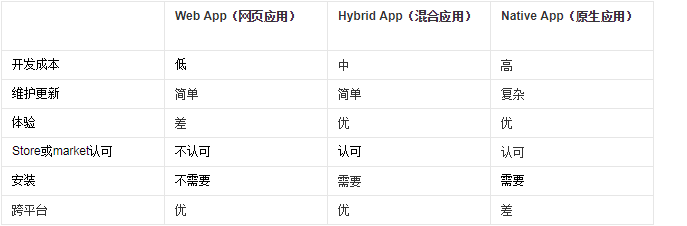 Web App（网页应用） Hybrid App（混合应用） Native App（原生应用）
开发成本 低 中 高
维护更新 简单 简单 复杂
体验 差 优 优
Store或market认可 不认可 认可 认可
安装 不需要 需要 需要
跨平台 优 优 差